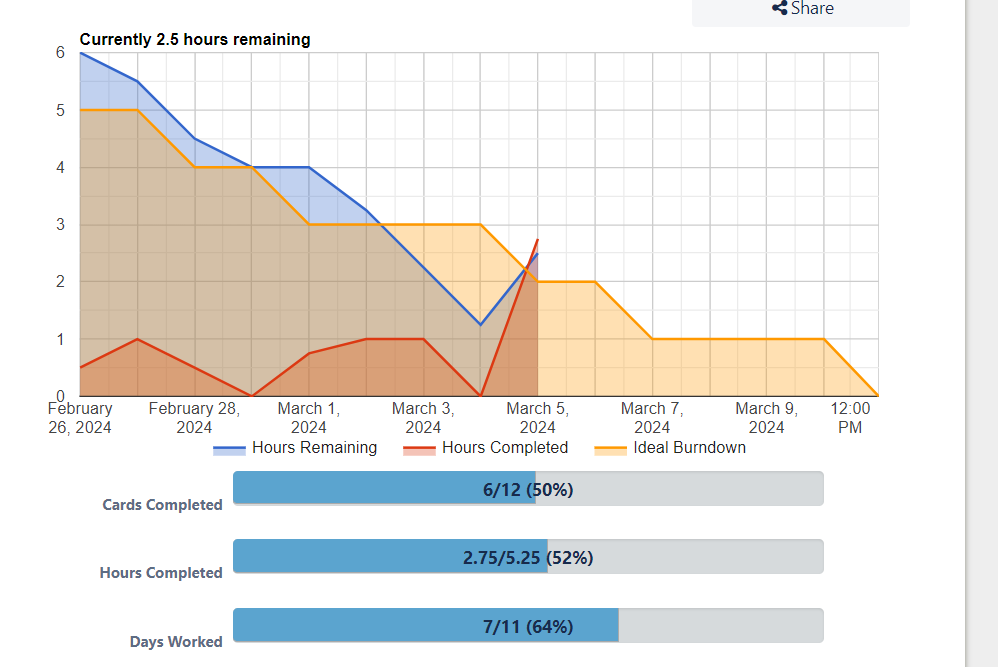 Share
Currently 2.5 hours remaining
6
5
4
3
2
1
0
February 26, 2024
February 28, 2024
March 1, 2024
March 3, 2024
March 5, 2024
March 7, 2024
March 9, 2024
12:00 PM
Hours Remaining Hours Completed Ideal Burndown
Cards Completed 6/12 (50%)
Hours Completed 2.75/5.25 (52%)
Days Worked 7/11 (64%)